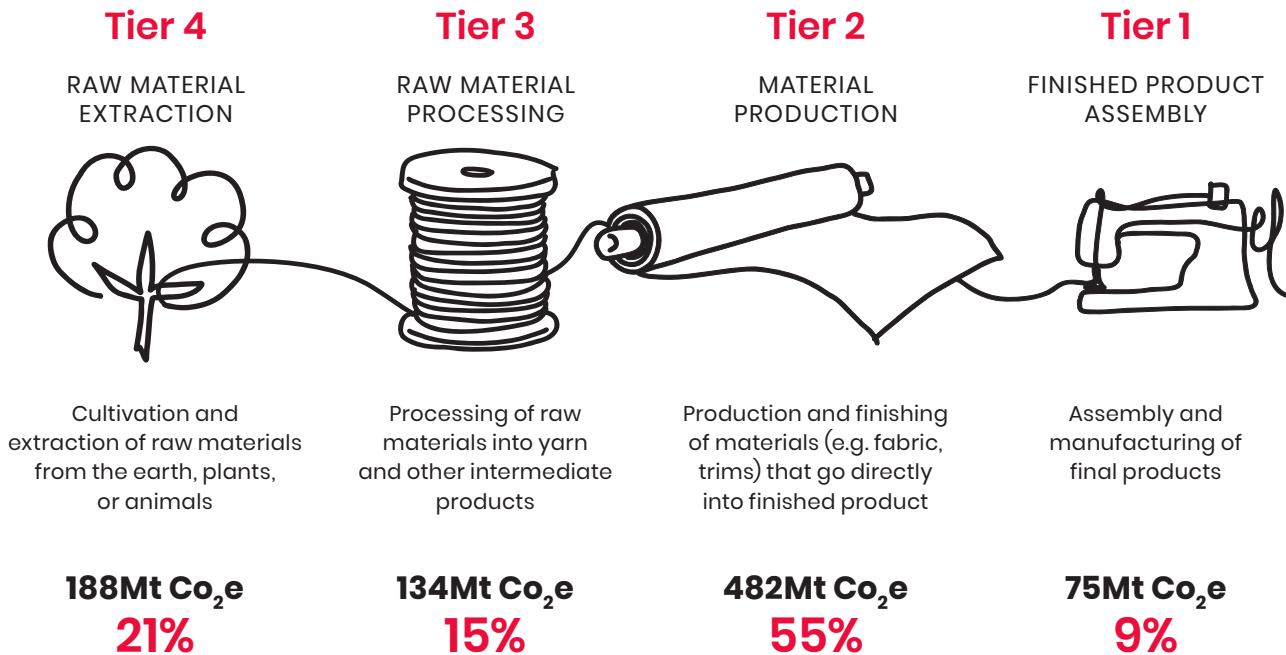 Tier 4
RAW MATERIAL
EXTRACTION
Cultivation and
extraction of raw materials
from the earth, plants,
or animals
188Mt Co₂e
21%
Tier 3
RAW MATERIAL
PROCESSING
Processing of raw
materials into yarn
and other intermediate
products
134Mt Co₂e
15%
Tier 2
MATERIAL
PRODUCTION
Production and finishing
of materials (e.g. fabric,
trims) that go directly
into finished product
482Mt Co₂e
55%
Tier 1
FINISHED PRODUCT
ASSEMBLY
Assembly and
manufacturing of
final products
75Mt Co₂e
9%